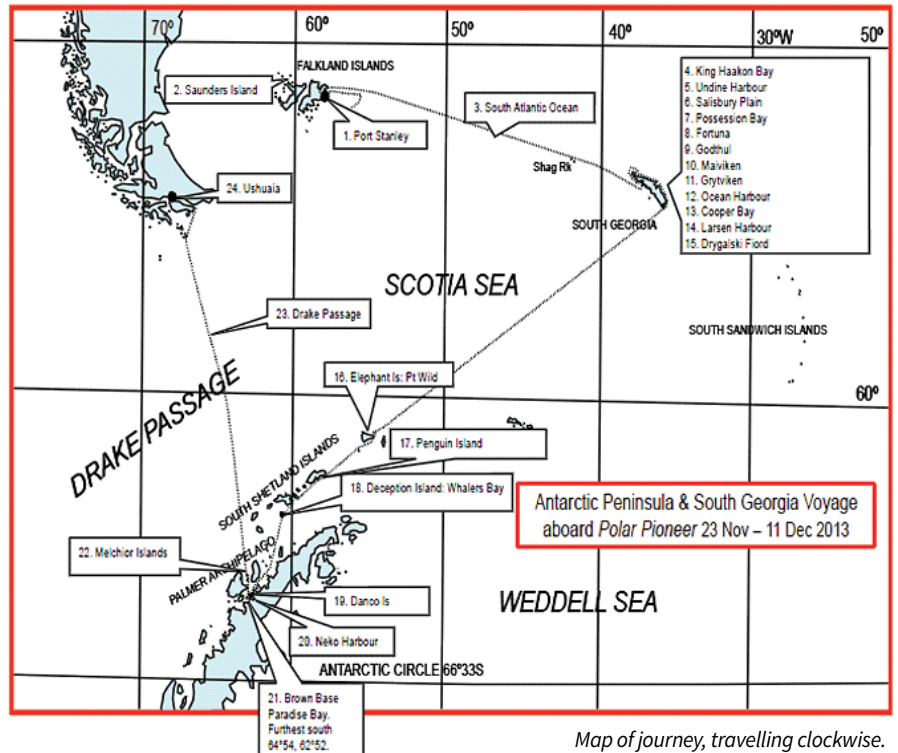 70º
60º
50º
40º
30ºW
50º
FALKLAND ISLANDS
2. Saunders Island
1. Port Stanley
3. South Atlantic Ocean
Shag Rk
4. King Haakon Bay
5. Undine Harbour
6. Salisbury Plain
7. Possession Bay
8. Fortuna
9. Godthul
10. Maiviken
11. Grytviken
12. Ocean Harbour
13. Cooper Bay
14. Larsen Harbour
15. Drygalski Fiord
24. Ushuaia
SOUTH GEORGIA
SCOTIA SEA
23. Drake Passage
SOUTH SANDWICH ISLANDS
16. Elephant Is: Pt Wild
60º
DRAKE PASSAGE
17. Penguin Island
SOUTH SHETLAND ISLANDS
18. Deception Island: Whalers Bay
Antarctic Peninsula & South Georgia Voyage
aboard Polar Pioneer 23 Nov – 11 Dec 2013
22. Melchior Islands
PALMER ARCHIPELAGO
19. Danco Is
WEDDELL SEA
20. Neko Harbour
ANTARCTIC CIRCLE 66º33S
21. Brown Base
Paradise Bay.
Furthest south
64º54, 62º52.
Map of journey, travelling clockwise.